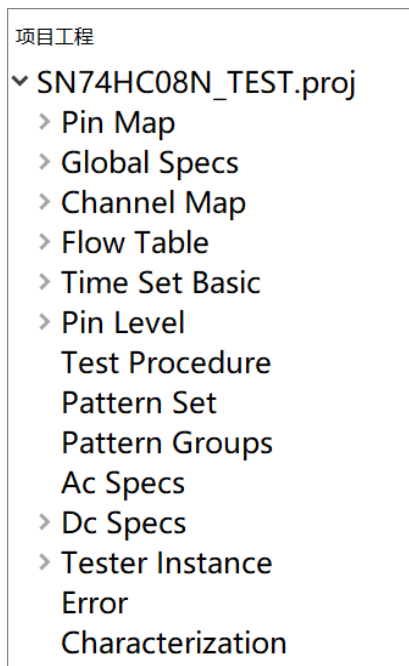 项目工程
SN74HC08N_TEST.proj
Pin Map
Global Specs
Channel Map
Flow Table
Time Set Basic
Pin Level
Test Procedure
Pattern Set
Pattern Groups
Ac Specs
Dc Specs
Tester Instance
Error
Characterization